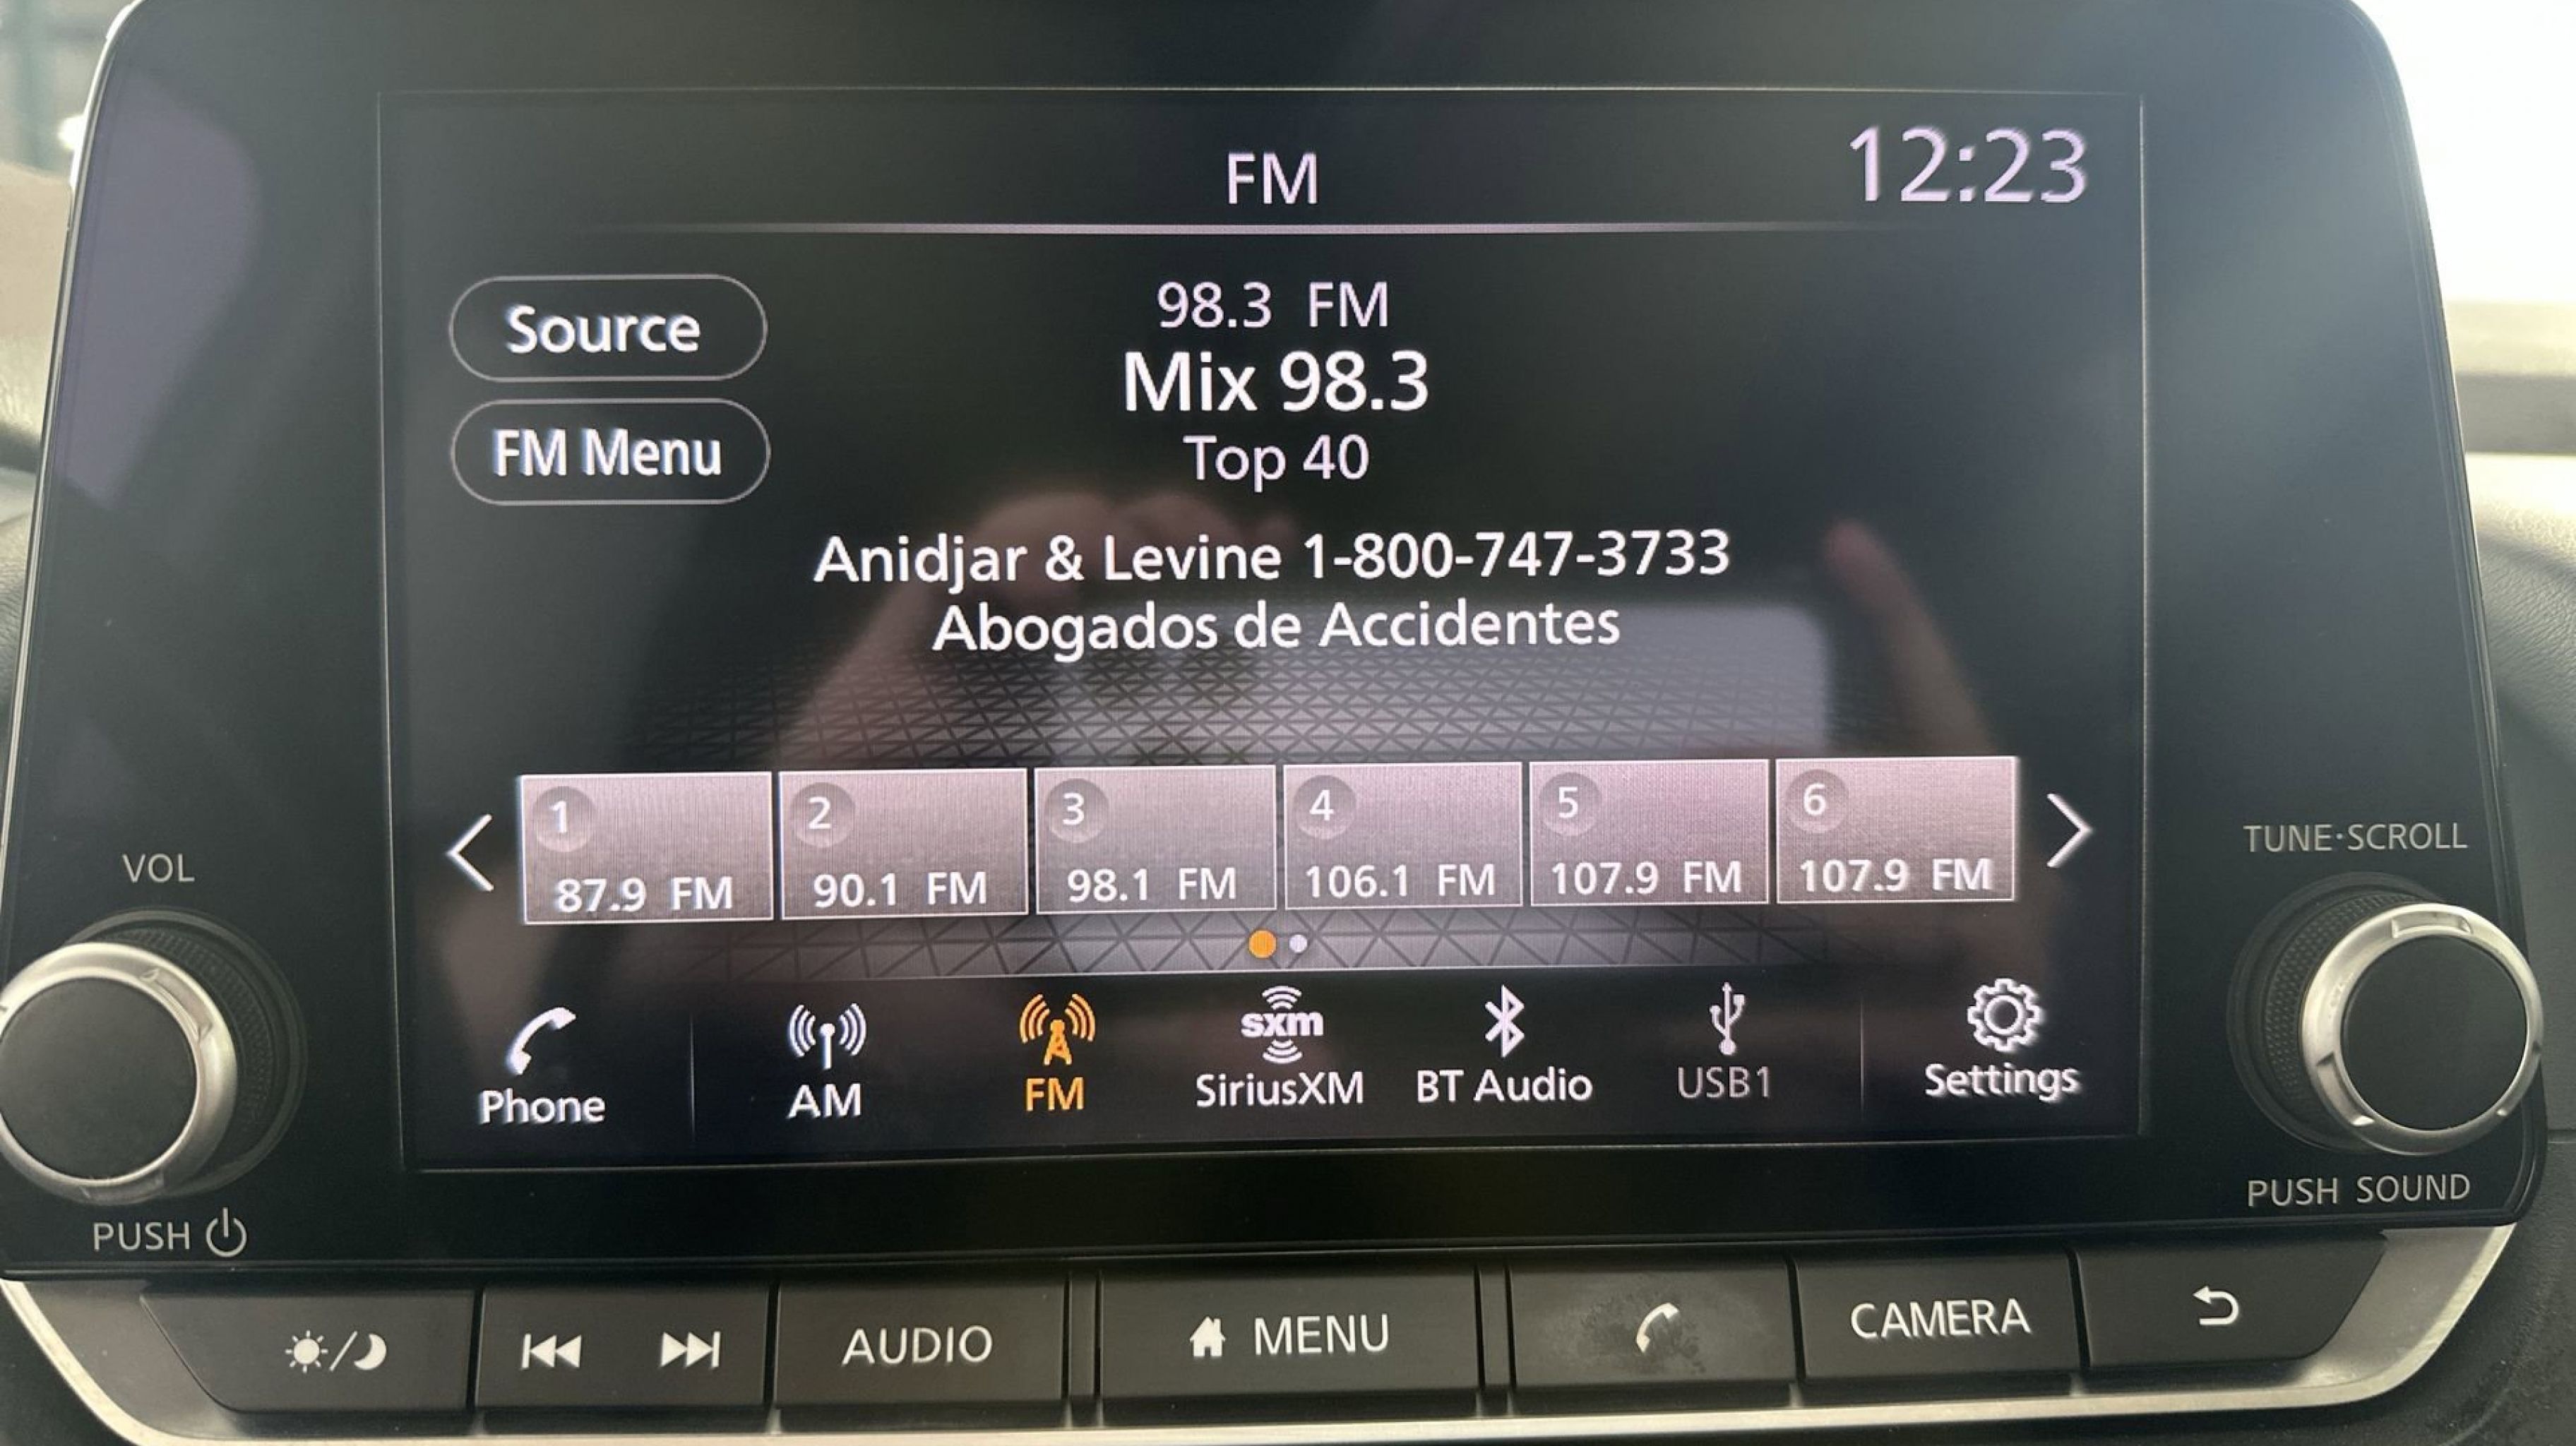 FM
12:23
Source
98.3 FM
Mix 98.3
FM Menu
Top 40
Anidjar & Levine 1-800-747-3733
Abogados de Accidentes
1
2
3
4
5
6
87.9 FM
90.1 FM
98.1 FM
106.1 FM
107.9 FM
107.9 FM
VOL
TUNE·SCROLL
sxm
Phone
AM
FM
SiriusXM
BT Audio
USB1
Settings
PUSH
PUSH SOUND
AUDIO
MENU
CAMERA